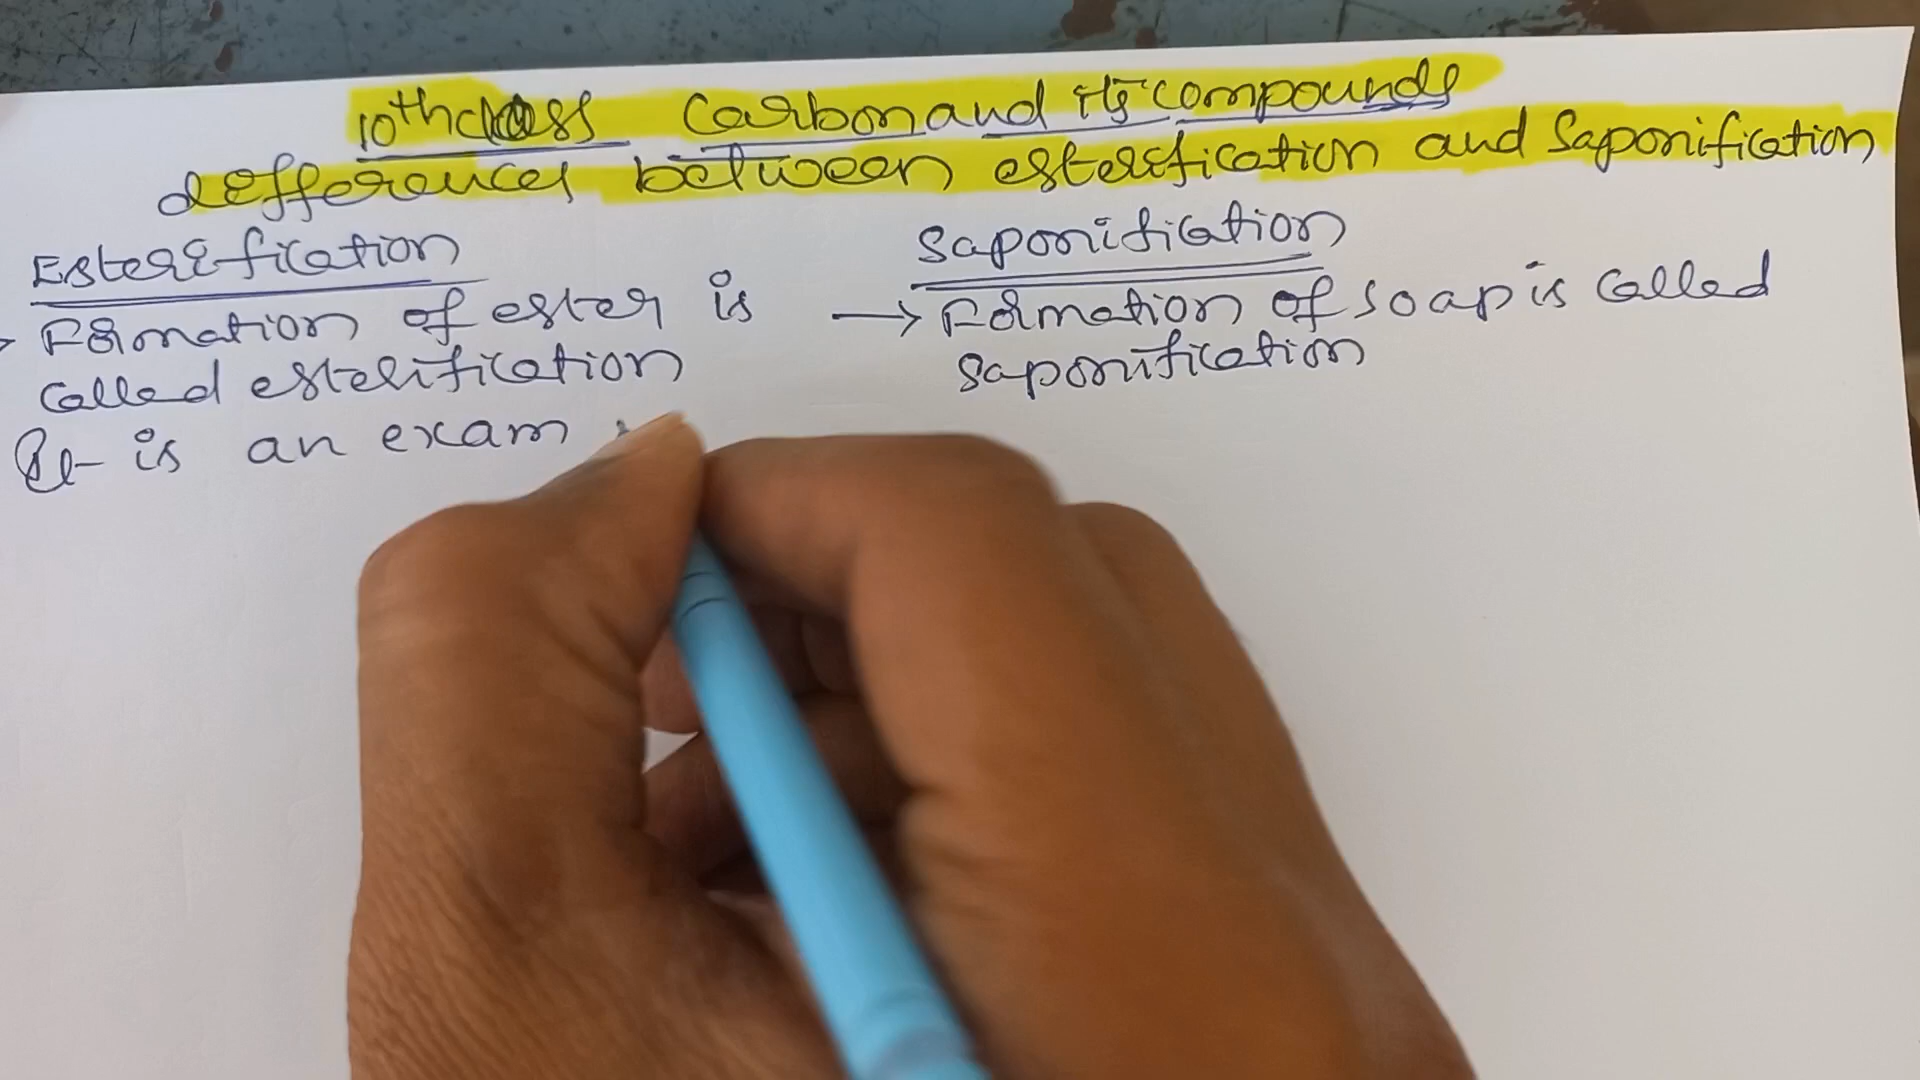 10th class Carbon and its compounds
defferences between esterification and Saponification
Esterification
Formation of ester is
called esterification
It is an exam
Saponification
→ Formation of soap is called
saponification